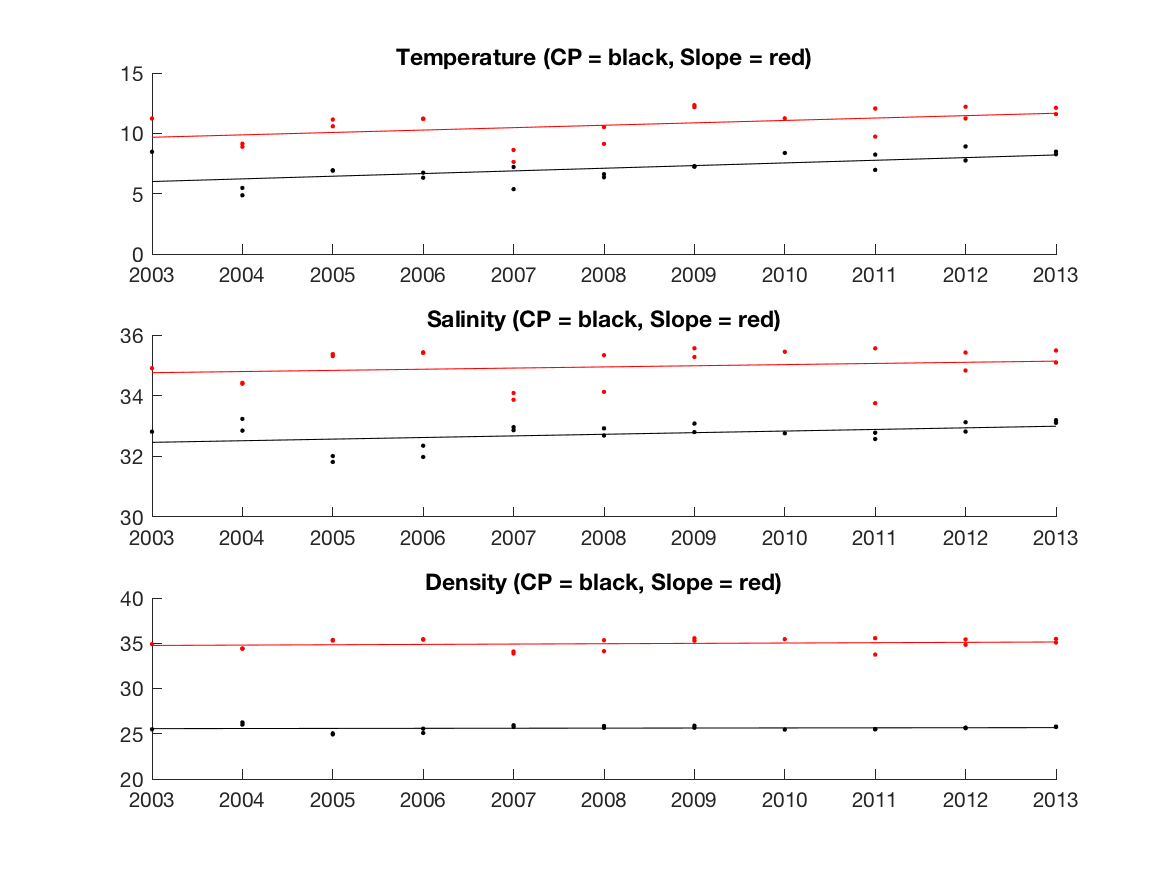 Temperature (CP = black, Slope = red)
15
10
5
0
2003 2004 2005 2006 2007 2008 2009 2010 2011 2012 2013
Salinity (CP = black, Slope = red)
36
34
32
30
2003 2004 2005 2006 2007 2008 2009 2010 2011 2012 2013
Density (CP = black, Slope = red)
40
35
30
25
20
2003 2004 2005 2006 2007 2008 2009 2010 2011 2012 2013